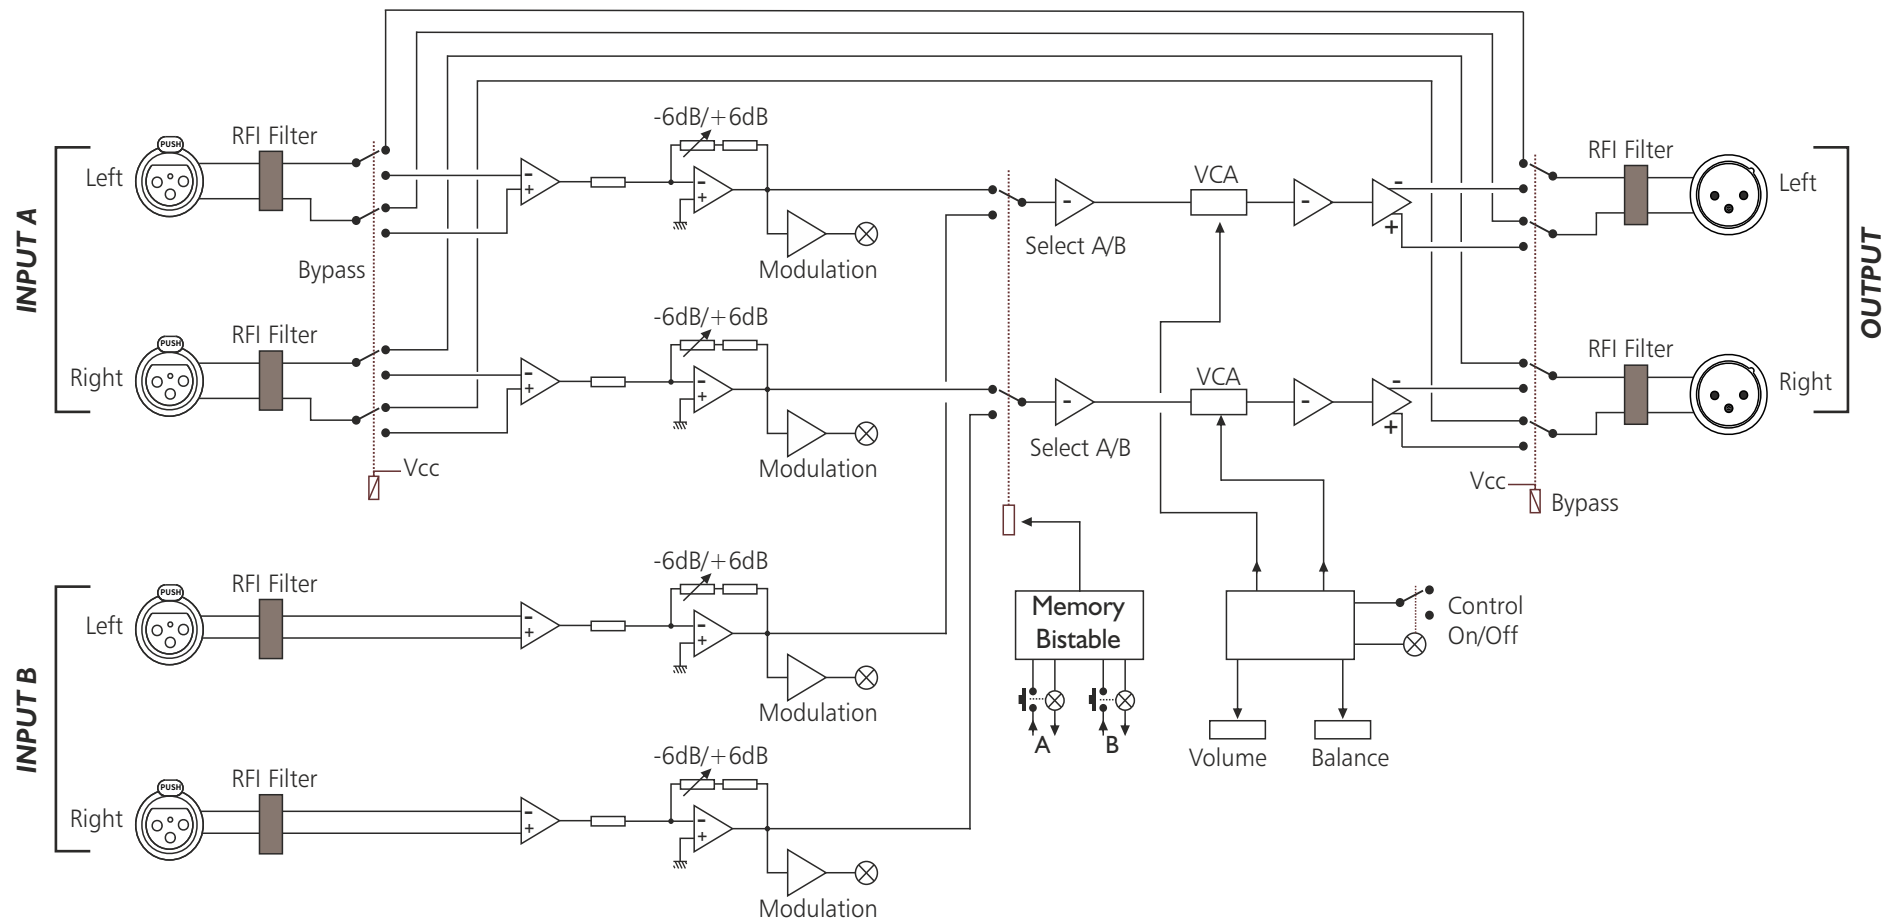 INPUT A
Left
PUSH
RFI Filter
-6dB/+6dB
-
+
-
+
Modulation
Bypass
Right
PUSH
RFI Filter
-6dB/+6dB
-
+
-
+
Modulation
Vcc
Select A/B
-
VCA
-
-
+
Select A/B
-
VCA
-
-
+
RFI Filter
Left
RFI Filter
Right
OUTPUT
Vcc
Bypass
INPUT B
Left
PUSH
RFI Filter
-6dB/+6dB
-
+
-
+
Modulation
Right
PUSH
RFI Filter
-6dB/+6dB
-
+
-
+
Modulation
Memory
Bistable
A
B
Control
On/Off
Volume
Balance